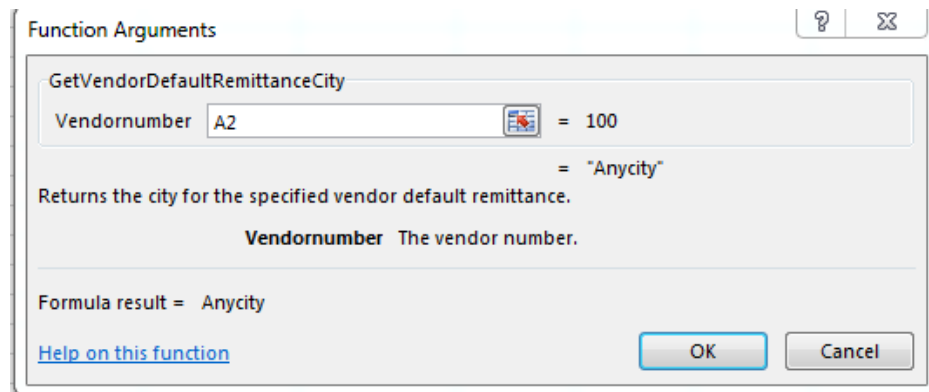 Function Arguments
?
GetVendorDefaultRemittanceCity
Vendornumber A2 = 100
= "Anycity"
Returns the city for the specified vendor default remittance.
Vendornumber The vendor number.
Formula result = Anycity
Help on this function
OK Cancel